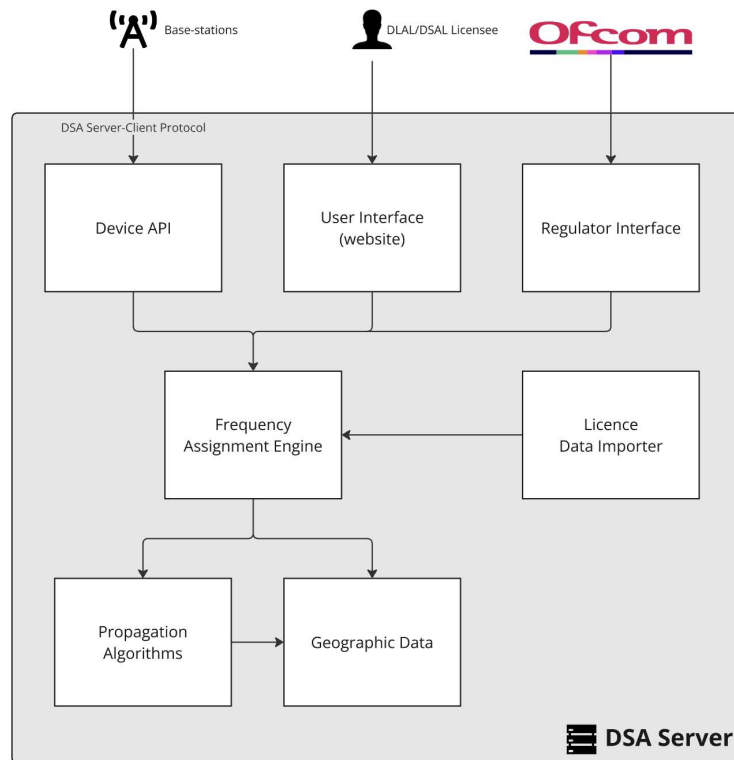 Base-stations
DLAL/DSAL Licensee
Ofcom
DSA Server-Client Protocol
Device API
User Interface
(website)
Regulator Interface
Frequency
Assignment Engine
Licence
Data Importer
Propagation
Algorithms
Geographic Data
DSA Server